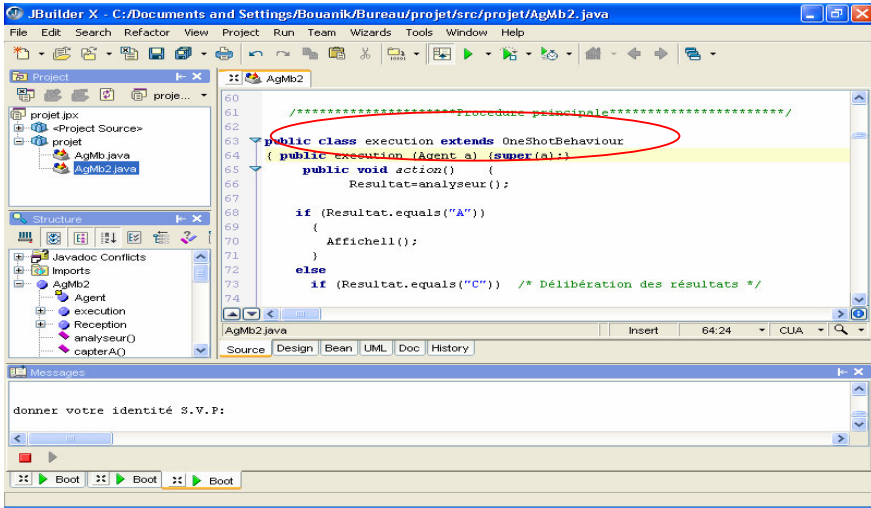 JBuilder X - C:/Documents and Settings/Bouanik/Bureau/projet/src/projet/AgMb2.java
File Edit Search Refactor View Project Run Team Wizards Tools Window Help
Project
proje...
projet.jpx
<Project Source>
projet
AgMb.java
AgMb2.java
Structure
Javadoc Conflicts
Imports
AgMb2
Agent
execution
Reception
analyseur()
capterA()
AgMb2
60
61 /*********************Procedure principale***********************/
62
63 public class execution extends OneShotBehaviour
64 { public execution (Agent a) {super(a);}
65 public void action() {
66 Resultat=analyseur();
67
68 if (Resultat.equals("A"))
69 {
70 Affichell();
71 }
72 else
73 if (Resultat.equals("C")) /* Délibération des résultats */
74
AgMb2.java Insert 64:24 CUA
Source Design Bean UML Doc History
Messages
donner votre identité S.V.P:
Boot Boot Boot